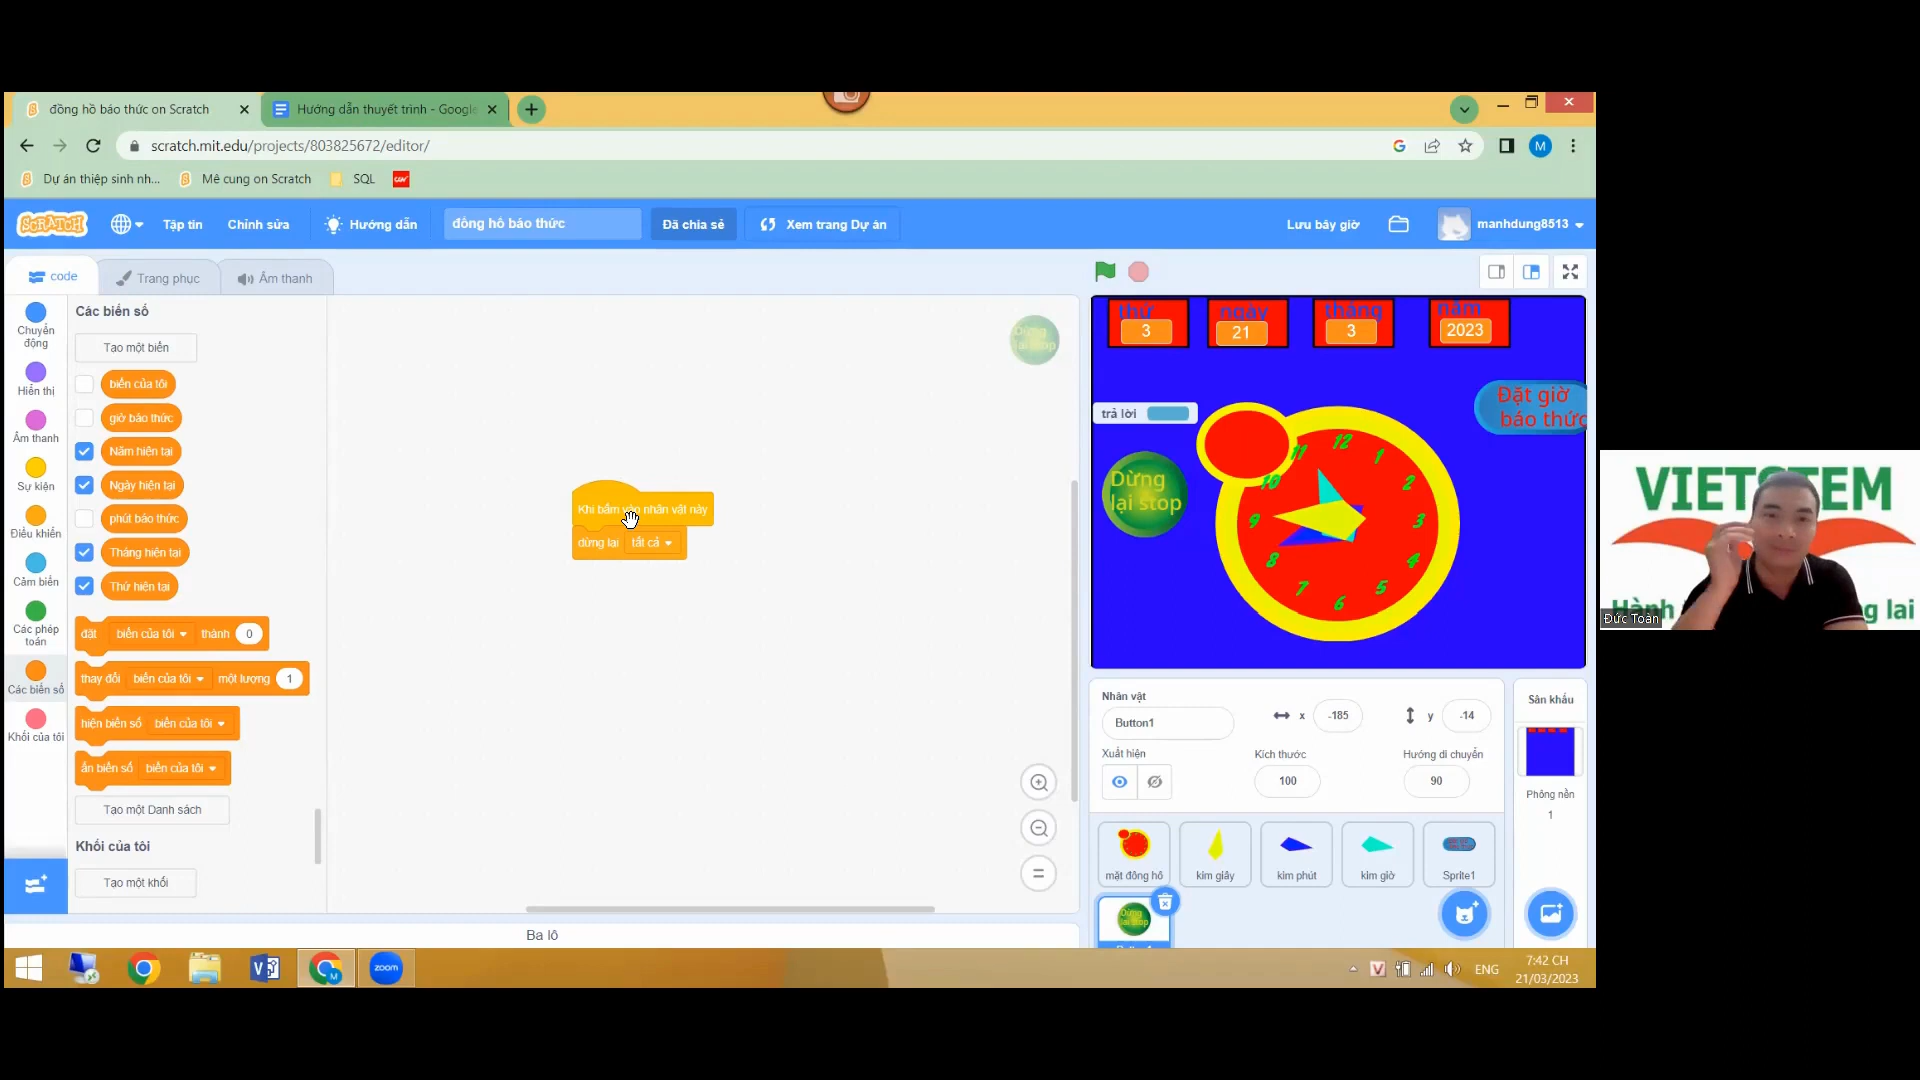 đồng hồ báo thức on Scratch
Hướng dẫn thuyết trình - Google
scratch.mit.edu/projects/803825672/editor/
M
Dự án thiệp sinh nh...
Mê cung on Scratch
SQL
SCRATCH
Tập tin
Chỉnh sửa
Hướng dẫn
đồng hồ báo thức
Đã chia sẻ
Xem trang Dự án
Lưu bây giờ
manhdung8513
code
Trang phục
Âm thanh
Chuyển động
Hiển thị
Âm thanh
Sự kiện
Điều khiển
Cảm biến
Các phép toán
Các biến số
Khối của tôi
Các biến số
Tạo một biến
biến của tôi
giờ báo thức
Năm hiện tại
Ngày hiện tại
phút báo thức
Tháng hiện tại
Thứ hiện tại
đặt biến của tôi thành 0
thay đổi biến của tôi một lượng 1
hiện biến số biến của tôi
ẩn biến số biến của tôi
Tạo một Danh sách
Khối của tôi
Tạo một khối
Khi bấm vào nhân vật này
dừng lại tất cả
Dừng
lại stop
Ba lô
thứ
3
ngày
21
tháng
3
năm
2023
trả lời
Đặt giờ
báo thức
Dừng
lại stop
12
1
2
3
4
5
6
7
8
9
10
11
Nhân vật
Button1
x -185
y -14
Xuất hiện
Kích thước
100
Hướng di chuyển
90
mặt đồng hồ
kim giây
kim phút
kim giờ
Sprite1
Sân khấu
Phông nền
1
zoom
ENG
7:42 CH
21/03/2023
Đức Toàn